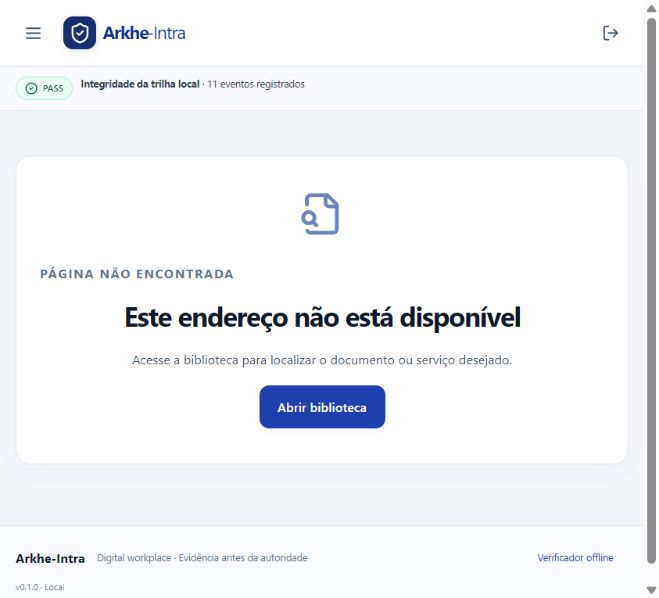 Arkhe-Intra
PASS
Integridade da trilha local · 11 eventos registrados
PÁGINA NÃO ENCONTRADA
Este endereço não está disponível
Acesse a biblioteca para localizar o documento ou serviço desejado.
Abrir biblioteca
Arkhe-Intra Digital workplace · Evidência antes da autoridade Verificador offline
v0.1.0 · Local